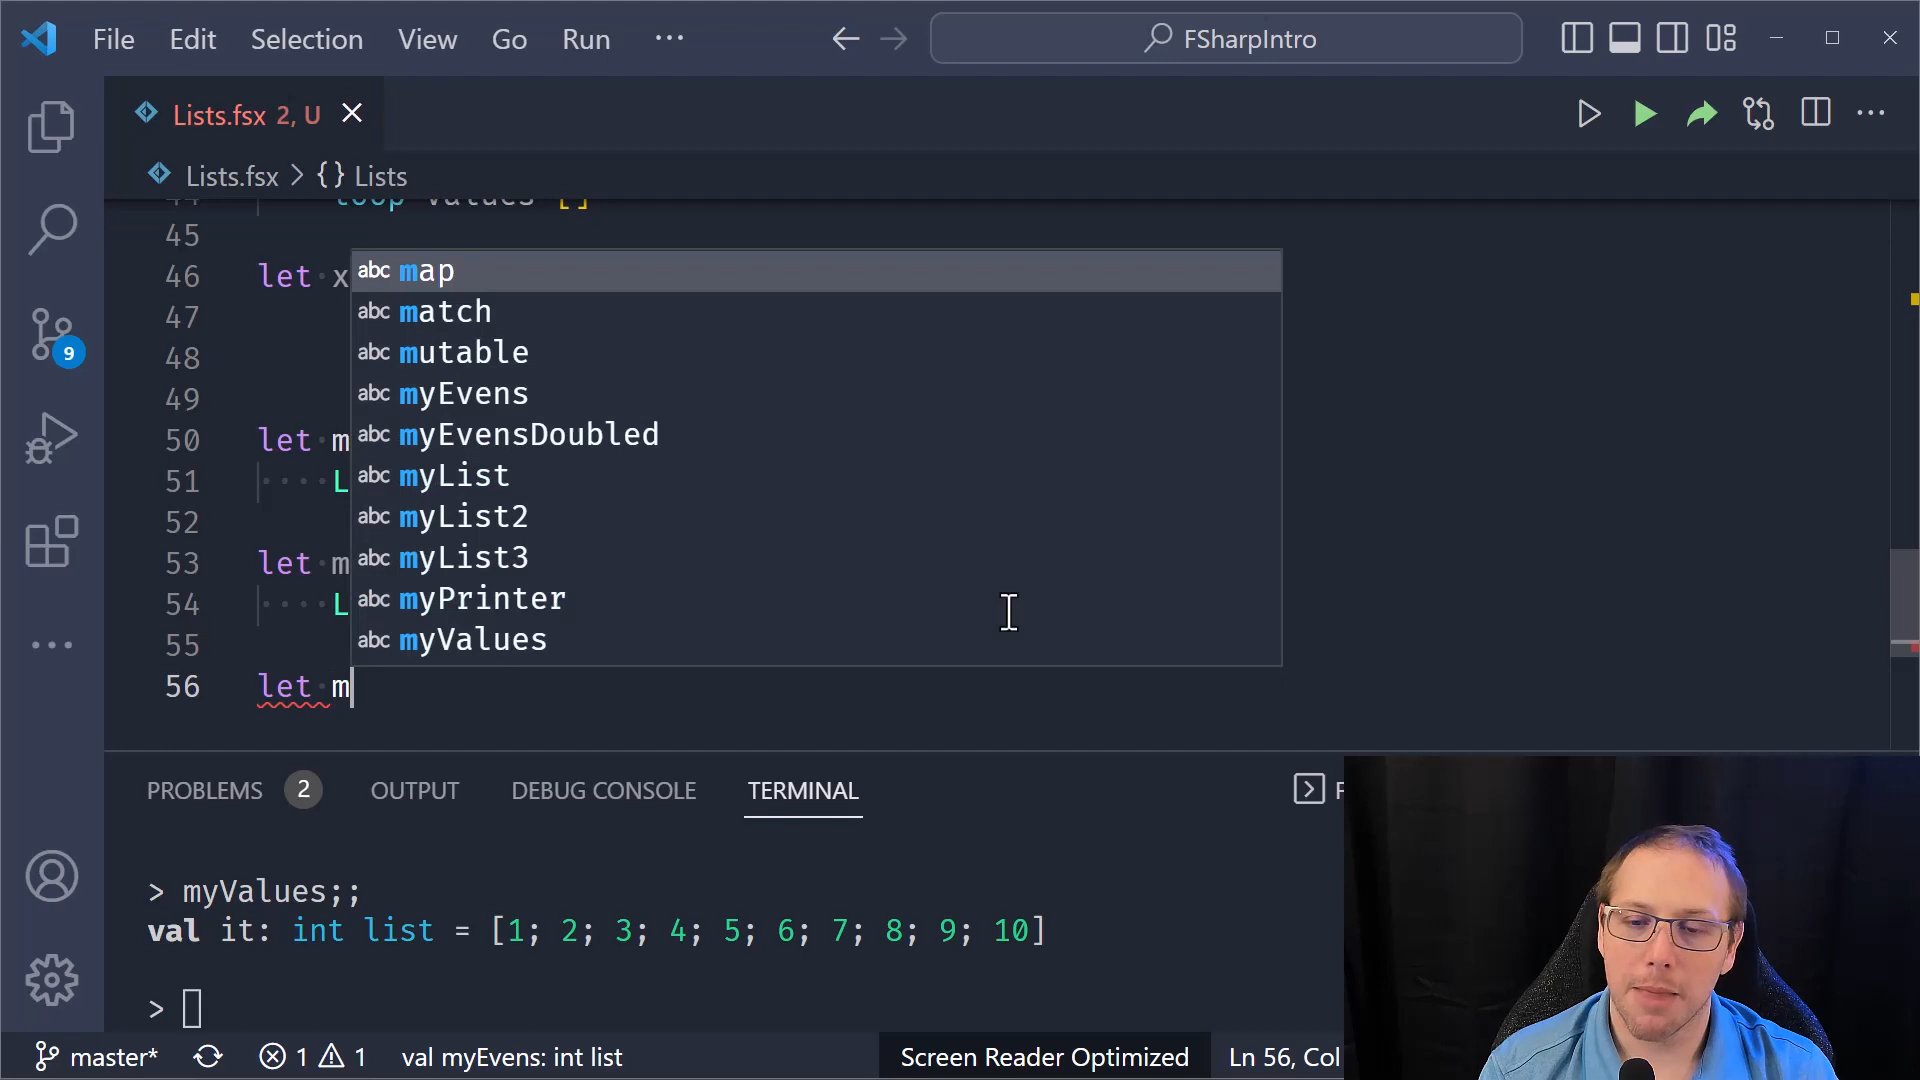 File Edit Selection View Go Run ···
FSharpIntro
Lists.fsx 2, U
Lists.fsx > {} Lists
44 loop values []
45
46 let x
47
48
49
50 let m
51 L
52
53 let m
54 L
55
56 let m
abc map
abc match
abc mutable
abc myEvens
abc myEvensDoubled
abc myList
abc myList2
abc myList3
abc myPrinter
abc myValues
PROBLEMS 2 OUTPUT DEBUG CONSOLE TERMINAL
> myValues;;
val it: int list = [1; 2; 3; 4; 5; 6; 7; 8; 9; 10]
>
9
master* 1 1 val myEvens: int list Screen Reader Optimized Ln 56, Col